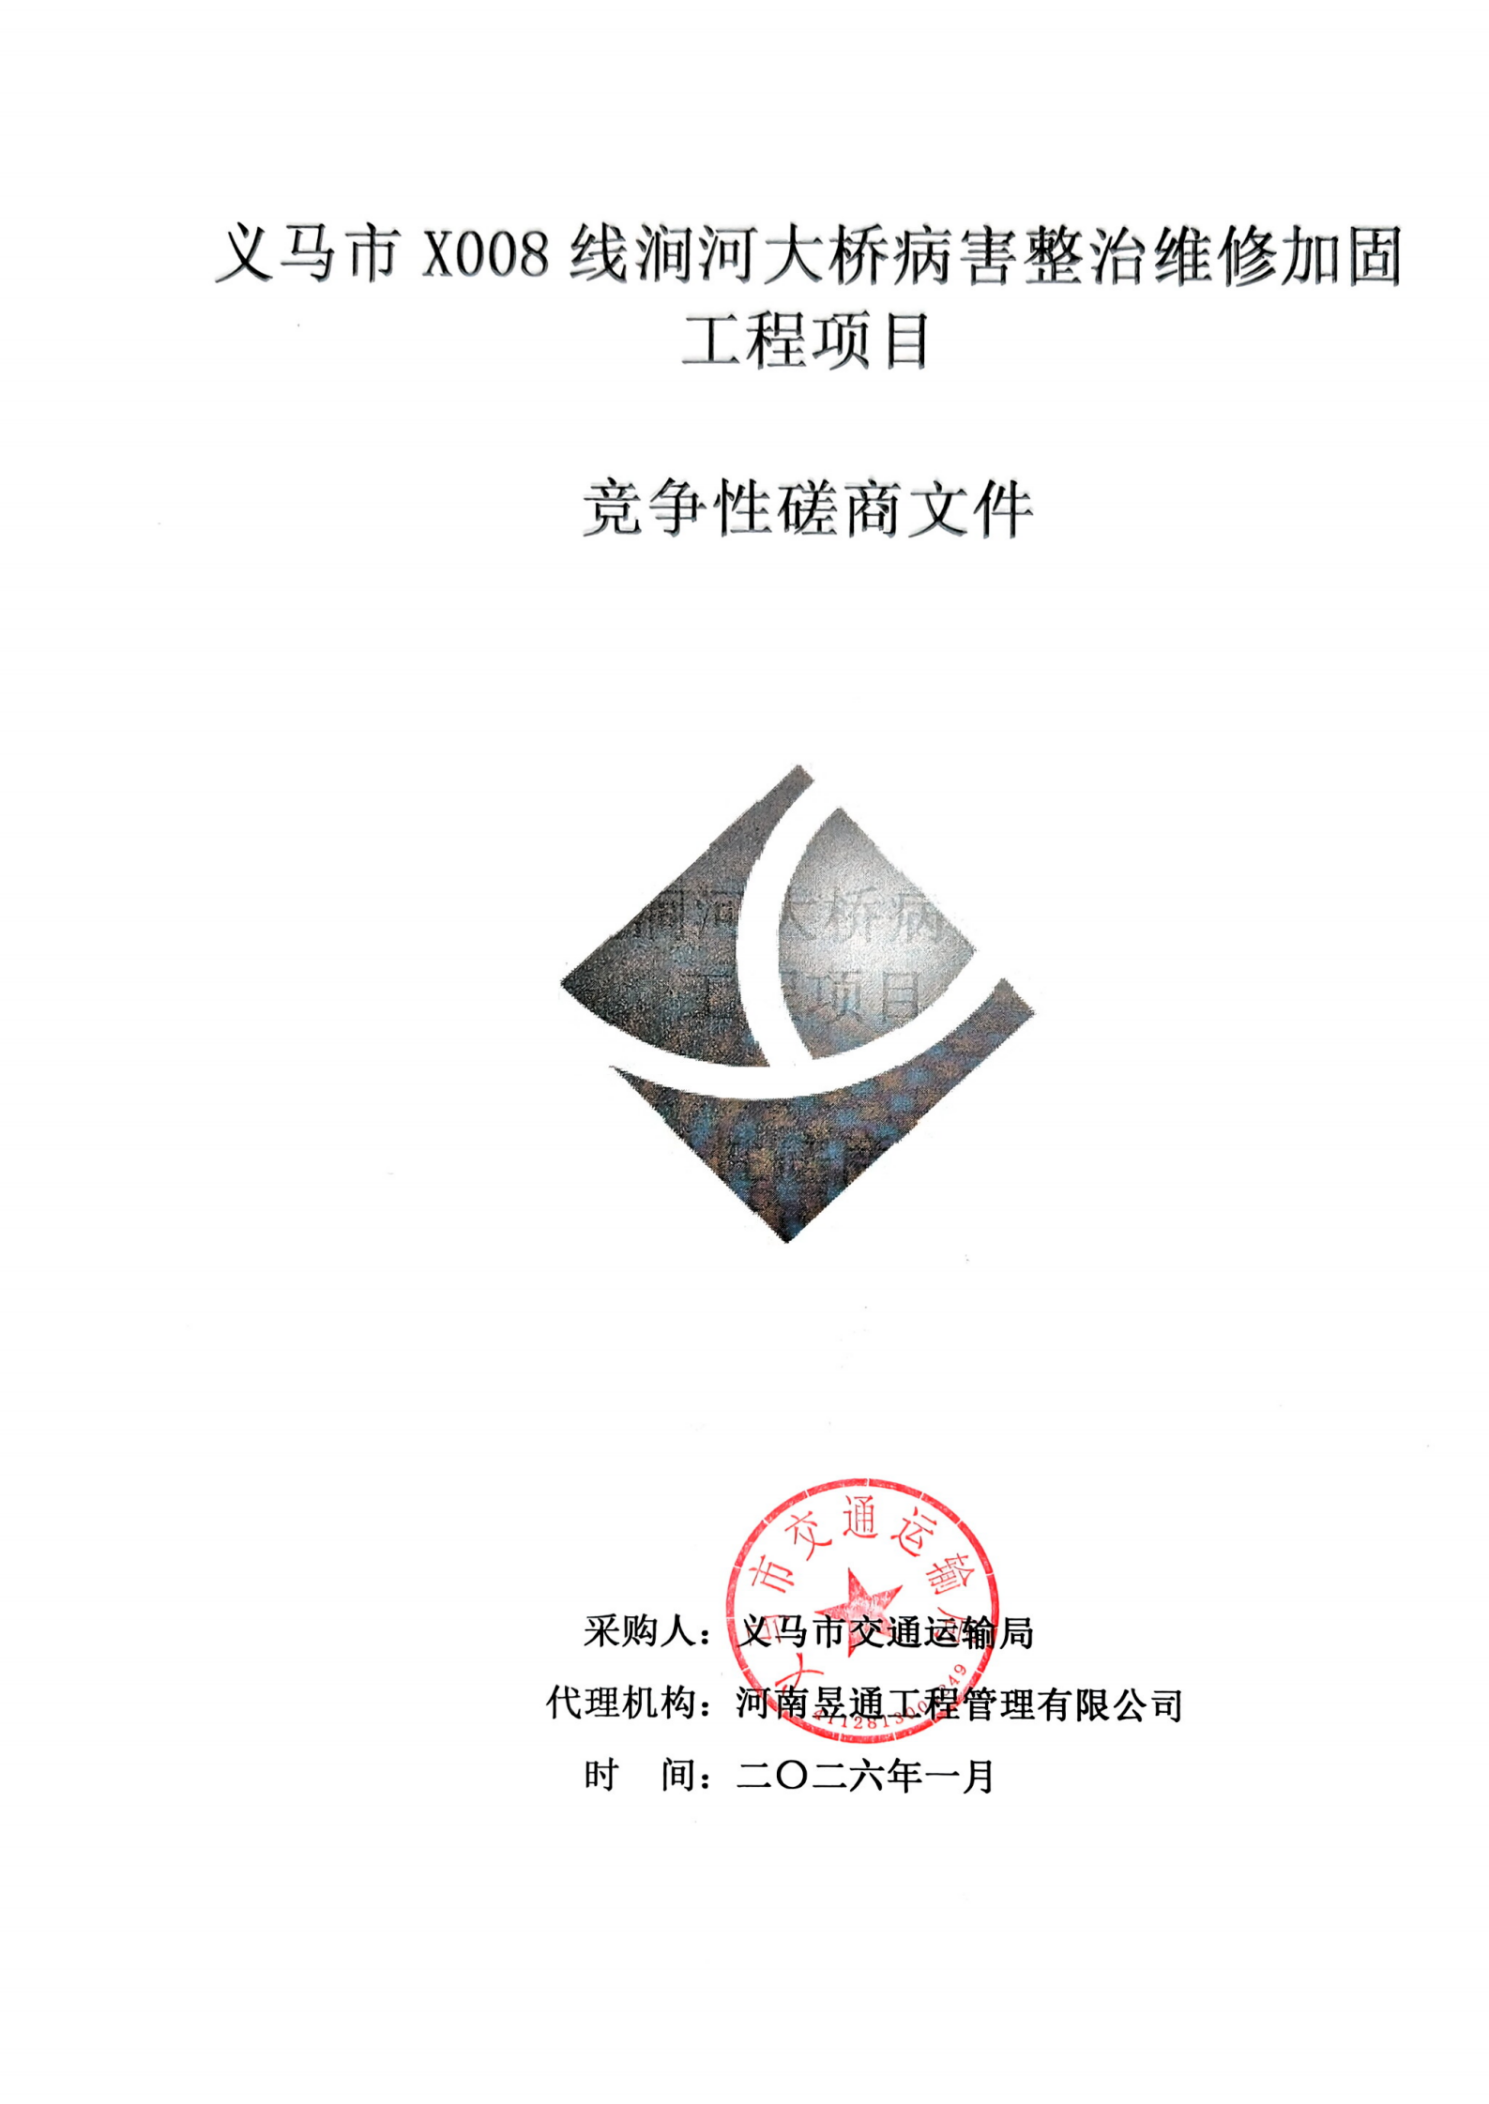 义马市 X008 线涧河大桥病害整治维修加固
工程项目
竞争性磋商文件
涧河大桥病
工程项目
义马市交通运输局
采购人：义马市交通运输局
代理机构：河南昱通工程管理有限公司
时　间：二〇二六年一月